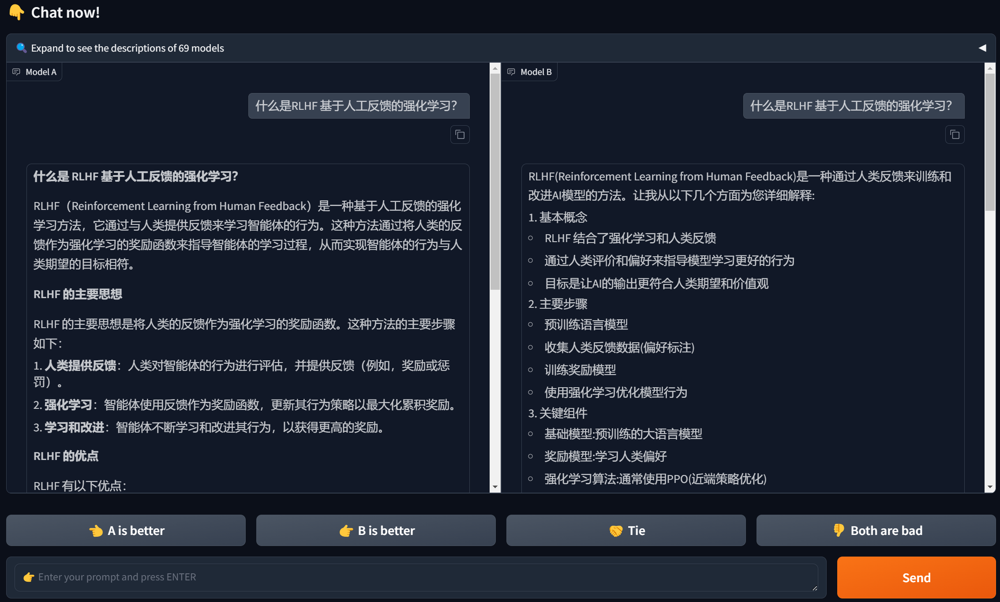 👇 Chat now!
🔍 Expand to see the descriptions of 69 models
Model A
什么是RLHF 基于人工反馈的强化学习？
什么是 RLHF 基于人工反馈的强化学习？
RLHF（Reinforcement Learning from Human Feedback）是一种基于人工反馈的强化
学习方法，它通过与人类提供反馈来学习智能体的行为。这种方法通过将人类的反
馈作为强化学习的奖励函数来指导智能体的学习过程，从而实现智能体的行为与人
类期望的目标相符。
RLHF 的主要思想
RLHF 的主要思想是将人类的反馈作为强化学习的奖励函数。这种方法的主要步骤
如下：
1. 人类提供反馈：人类对智能体的行为进行评估，并提供反馈（例如，奖励或惩
罚）。
2. 强化学习：智能体使用反馈作为奖励函数，更新其行为策略以最大化累积奖励。
3. 学习和改进：智能体不断学习和改进其行为，以获得更高的奖励。
RLHF 的优点
RLHF 有以下优点：
Model B
什么是RLHF 基于人工反馈的强化学习？
RLHF(Reinforcement Learning from Human Feedback)是一种通过人类反馈来训练和
改进AI模型的方法。让我从以下几个方面为您详细解释:
1. 基本概念
RLHF 结合了强化学习和人类反馈
通过人类评价和偏好来指导模型学习更好的行为
目标是让AI的输出更符合人类期望和价值观
2. 主要步骤
预训练语言模型
收集人类反馈数据(偏好标注)
训练奖励模型
使用强化学习优化模型行为
3. 关键组件
基础模型:预训练的大语言模型
奖励模型:学习人类偏好
强化学习算法:通常使用PPO(近端策略优化)
👈 A is better
👉 B is better
🤝 Tie
👎 Both are bad
👉 Enter your prompt and press ENTER
Send